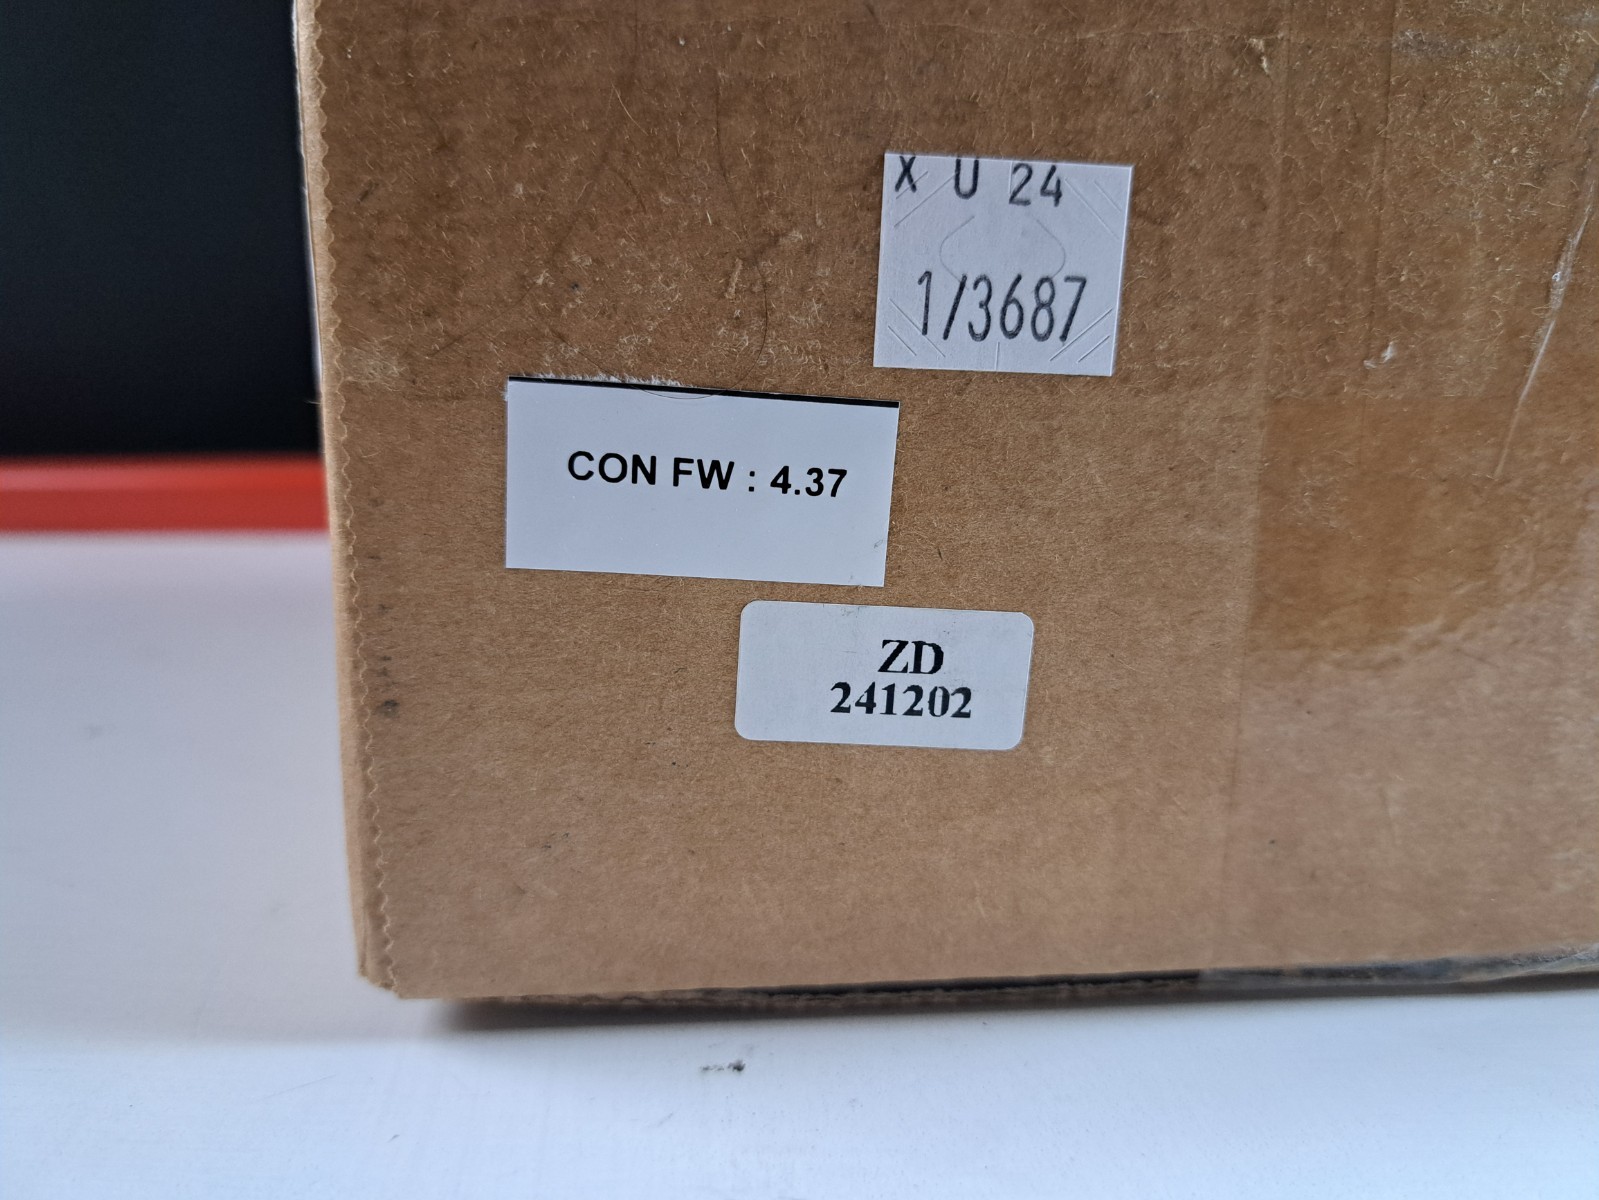 X U 24
1/3687
CON FW : 4.37
ZD
241202